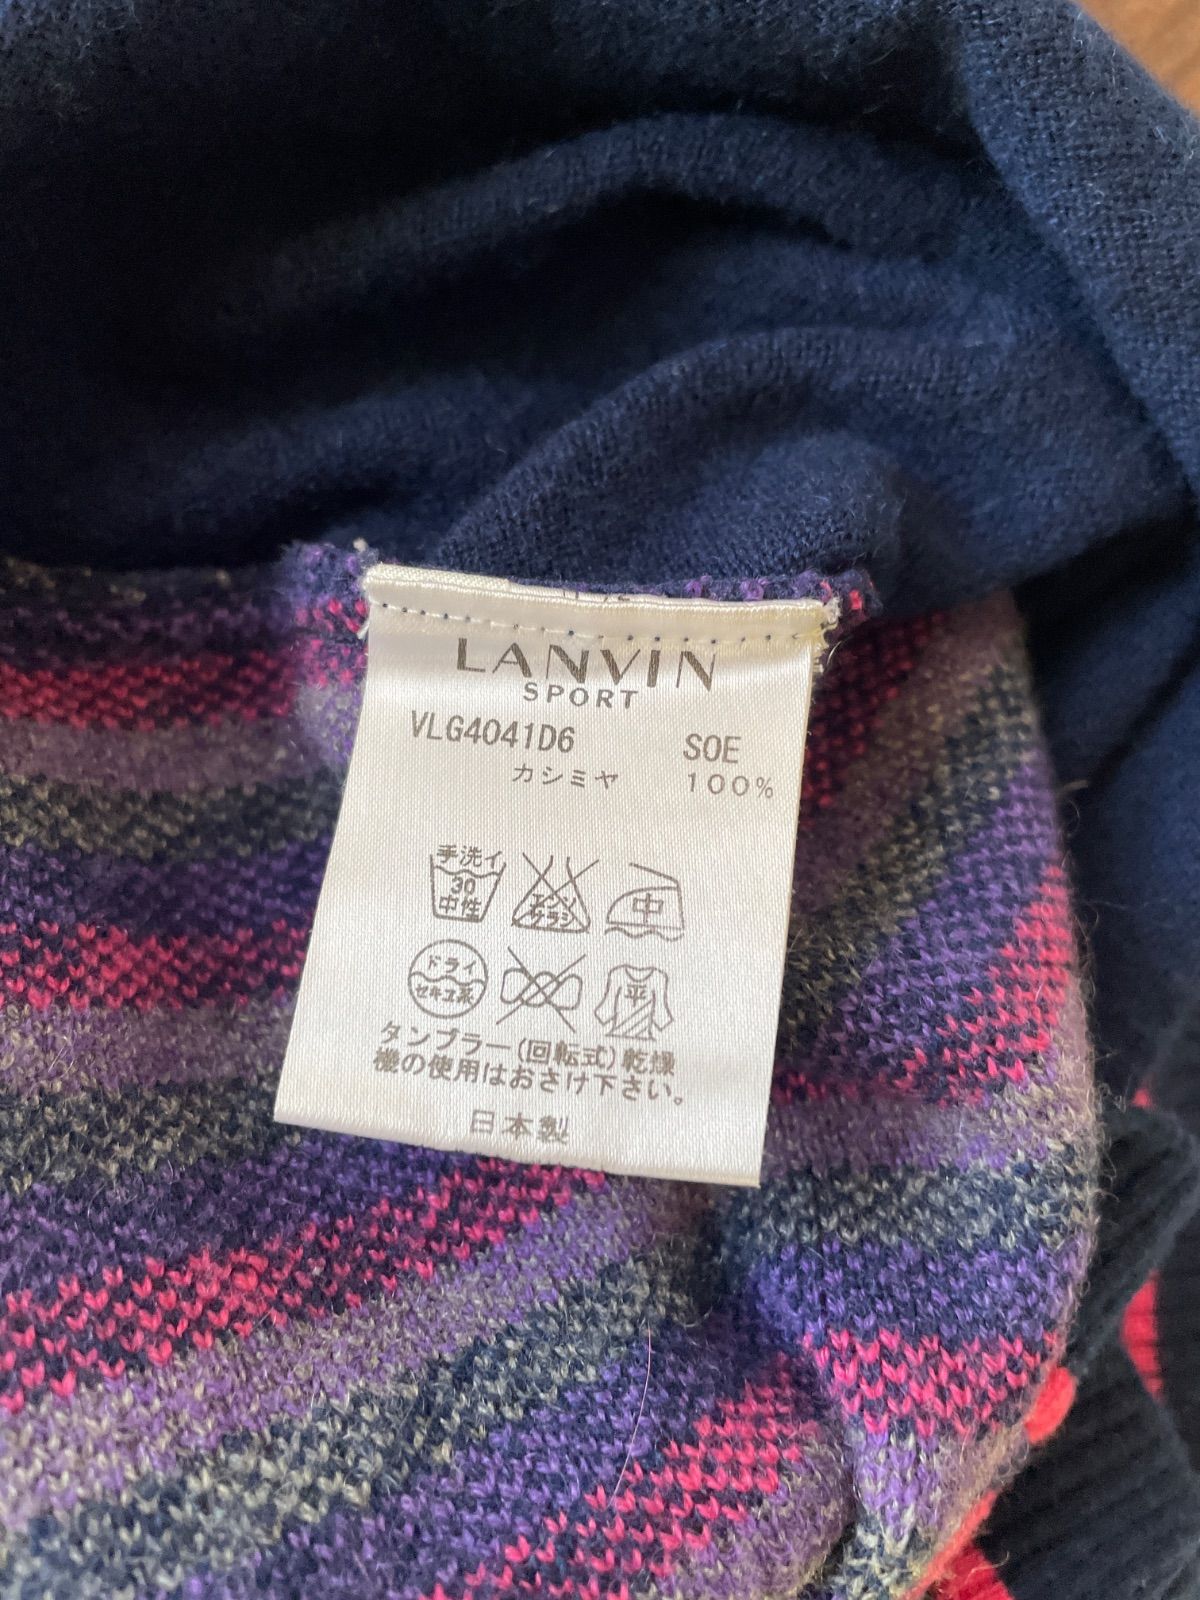 LANVIN
SPORT
VLG4041D6 SOE
カシミヤ 100%
手洗イ
30
中性
エンソ
サラシ
中
ドライ
セキユ系
平
タンブラー(回転式)乾燥
機の使用はおさけ下さい。
日本製